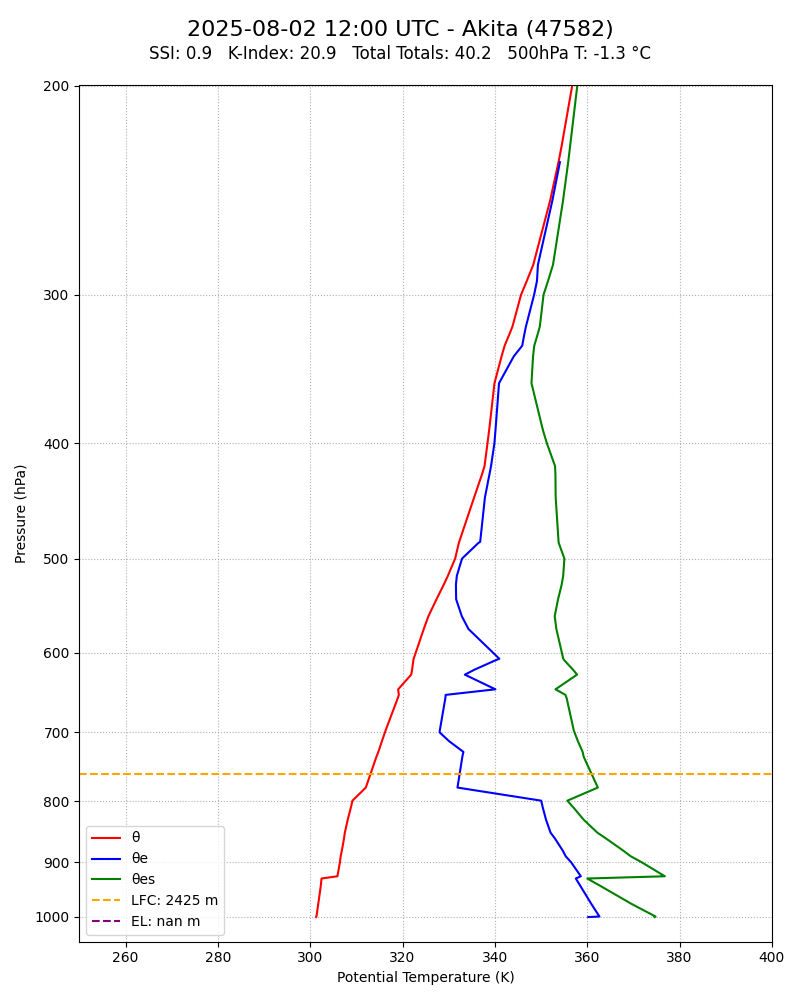 2025-08-02 12:00 UTC - Akita (47582)
SSI: 0.9   K-Index: 20.9   Total Totals: 40.2   500hPa T: -1.3 °C
200
300
400
500
600
700
800
900
1000
Pressure (hPa)
θ
θe
θes
LFC: 2425 m
EL: nan m
260
280
300
320
340
360
380
400
Potential Temperature (K)